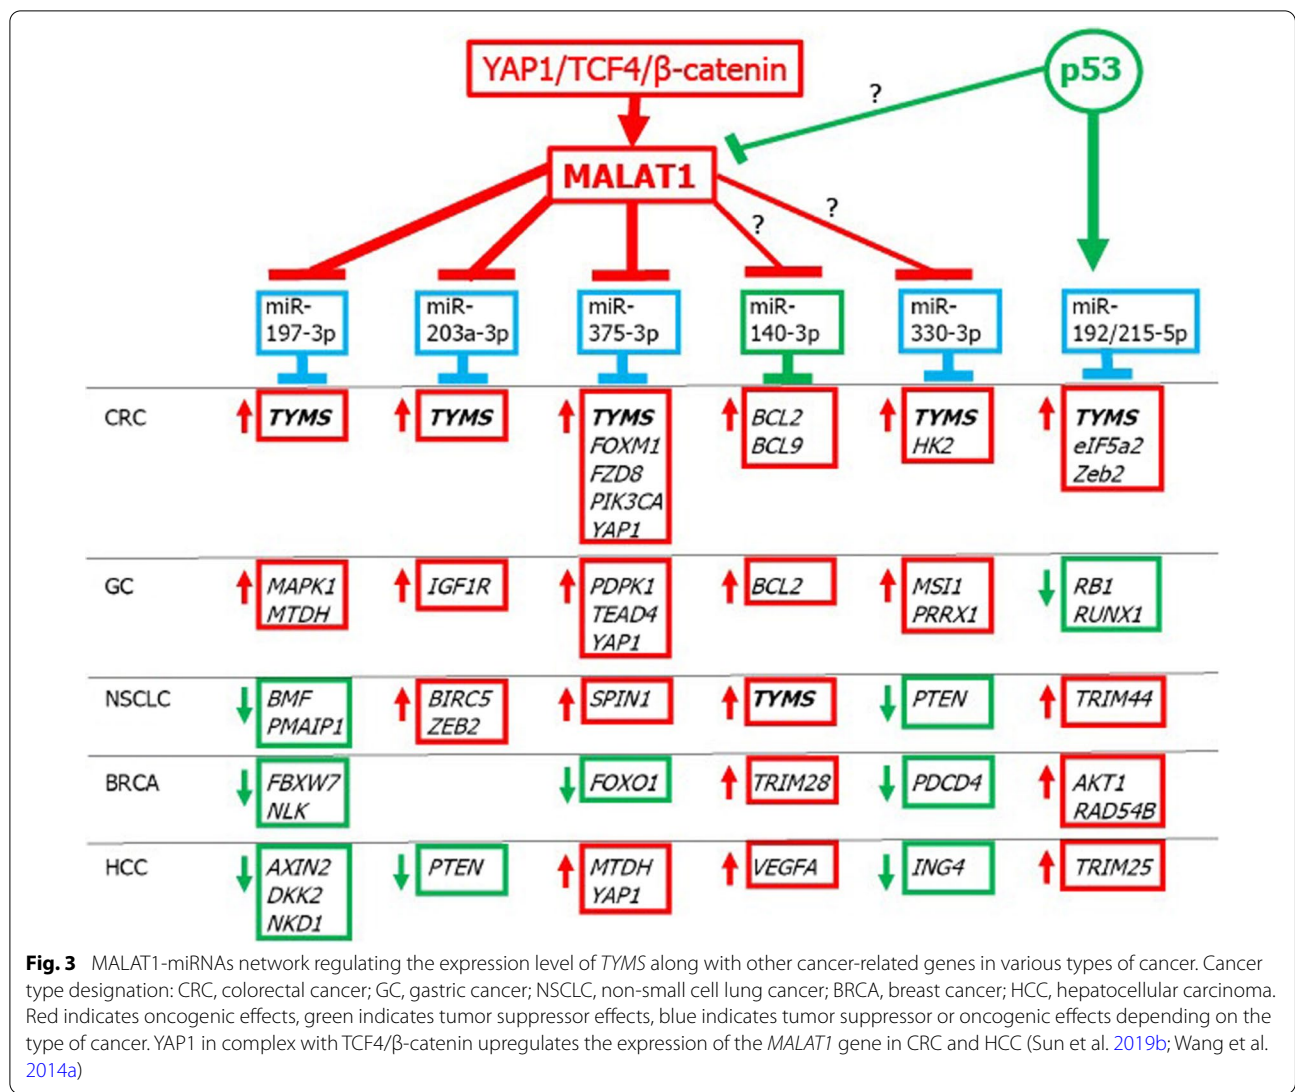 YAP1/TCF4/β-catenin
p53
?
MALAT1
?
?
miR-
197-3p
miR-
203a-3p
miR-
375-3p
miR-
140-3p
miR-
330-3p
miR-
192/215-5p
CRC
TYMS
TYMS
TYMS
FOXM1
FZD8
PIK3CA
YAP1
BCL2
BCL9
TYMS
HK2
TYMS
eIF5a2
Zeb2
GC
MAPK1
MTDH
IGF1R
PDPK1
TEAD4
YAP1
BCL2
MSI1
PRRX1
RB1
RUNX1
NSCLC
BMF
PMAIP1
BIRC5
ZEB2
SPIN1
TYMS
PTEN
TRIM44
BRCA
FBXW7
NLK
FOXO1
TRIM28
PDCD4
AKT1
RAD54B
HCC
AXIN2
DKK2
NKD1
PTEN
MTDH
YAP1
VEGFA
ING4
TRIM25
Fig. 3 MALAT1-miRNAs network regulating the expression level of TYMS along with other cancer-related genes in various types of cancer. Cancer
type designation: CRC, colorectal cancer; GC, gastric cancer; NSCLC, non-small cell lung cancer; BRCA, breast cancer; HCC, hepatocellular carcinoma.
Red indicates oncogenic effects, green indicates tumor suppressor effects, blue indicates tumor suppressor or oncogenic effects depending on the
type of cancer. YAP1 in complex with TCF4/β-catenin upregulates the expression of the MALAT1 gene in CRC and HCC (Sun et al. 2019b; Wang et al.
2014a)